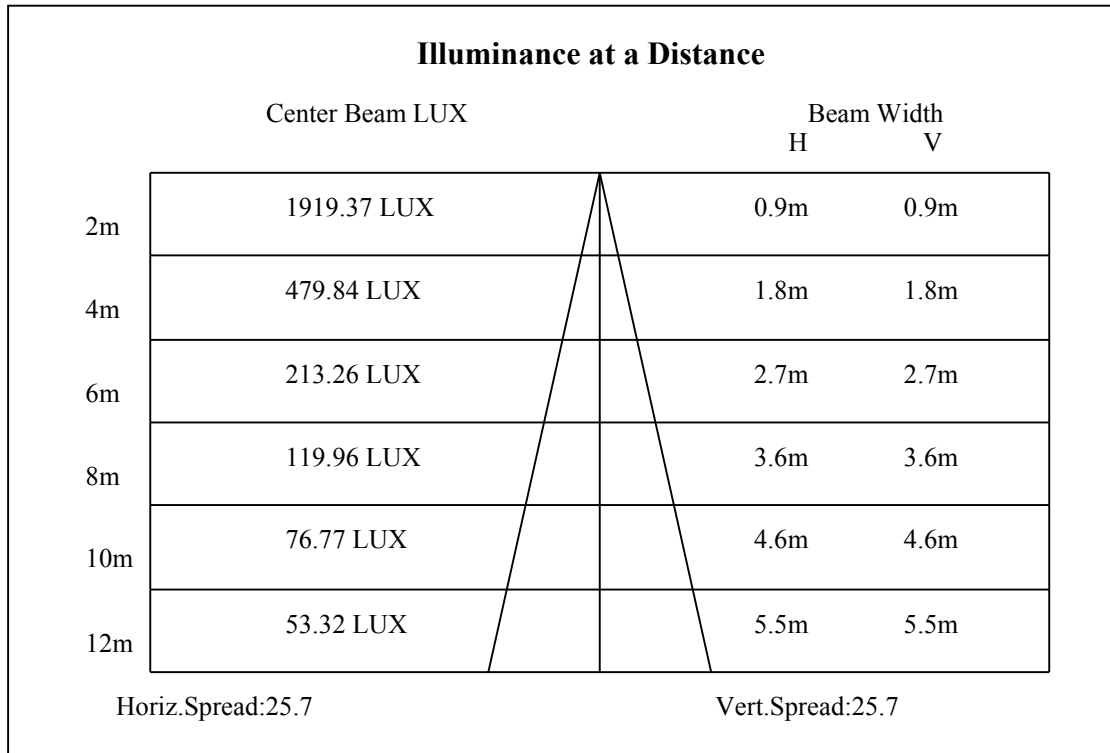 Illuminance at a Distance
Center Beam LUX Beam Width
H V
2m 1919.37 LUX 0.9m 0.9m
4m 479.84 LUX 1.8m 1.8m
6m 213.26 LUX 2.7m 2.7m
8m 119.96 LUX 3.6m 3.6m
10m 76.77 LUX 4.6m 4.6m
12m 53.32 LUX 5.5m 5.5m
Horiz.Spread:25.7 Vert.Spread:25.7